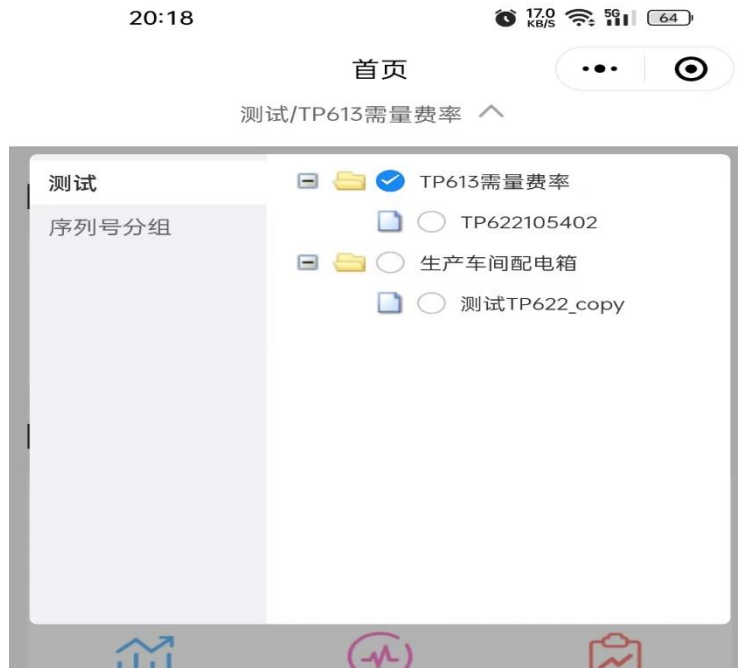 20:18
17.0 KB/S 5G 64
首页
测试/TP613需量费率
测试
TP613需量费率
序列号分组
TP622105402
生产车间配电箱
测试TP622_copy